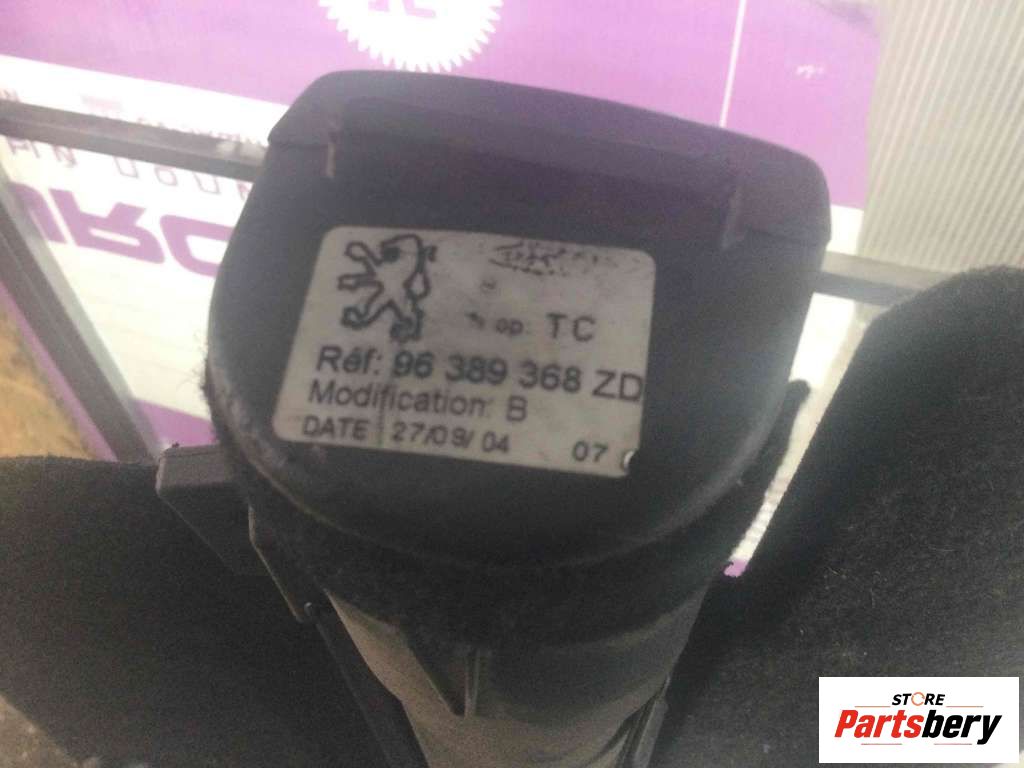 op: TC
Réf: 96 389 368 ZD
Modification: B
DATE 27/09/04 07
STORE
Partsbery